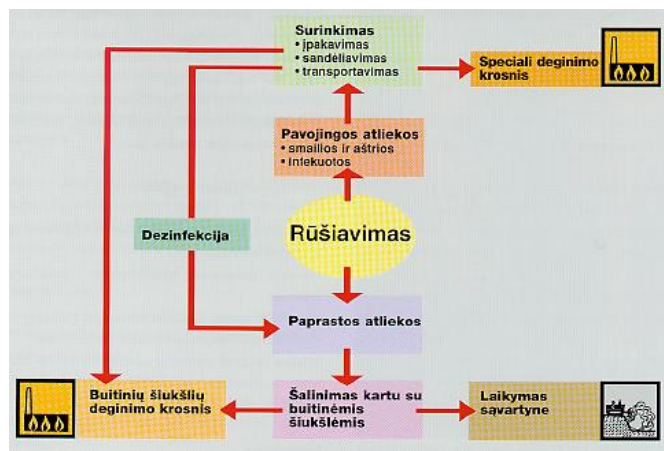 Surinkimas
• įpakavimas
• sandėliavimas
• transportavimas
Speciali deginimo
krosnis
Pavojingos atliekos
• smailios ir aštrios
• infekuotos
Dezinfekcija
Rūšiavimas
Paprastos atliekos
Buitinių šiukšlių
deginimo krosnis
Šalinimas kartu su
buitinėmis
šiukšlėmis
Laikymas
sąvartyne